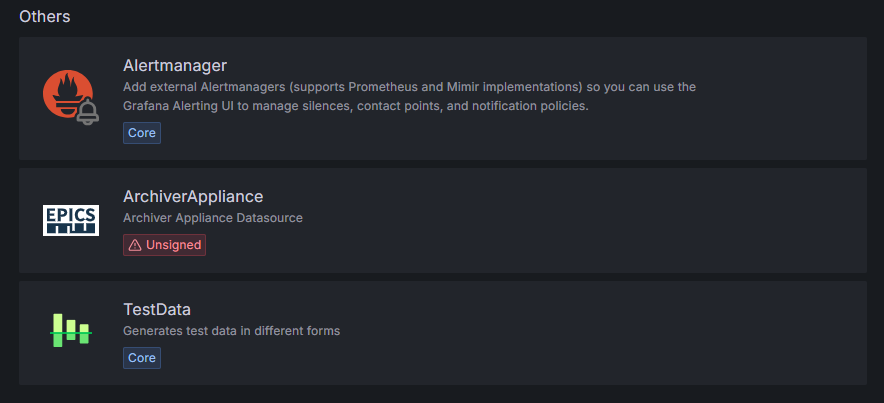 Others
Alertmanager
Add external Alertmanagers (supports Prometheus and Mimir implementations) so you can use the
Grafana Alerting UI to manage silences, contact points, and notification policies.
Core
EPICS
ArchiverAppliance
Archiver Appliance Datasource
Unsigned
TestData
Generates test data in different forms
Core